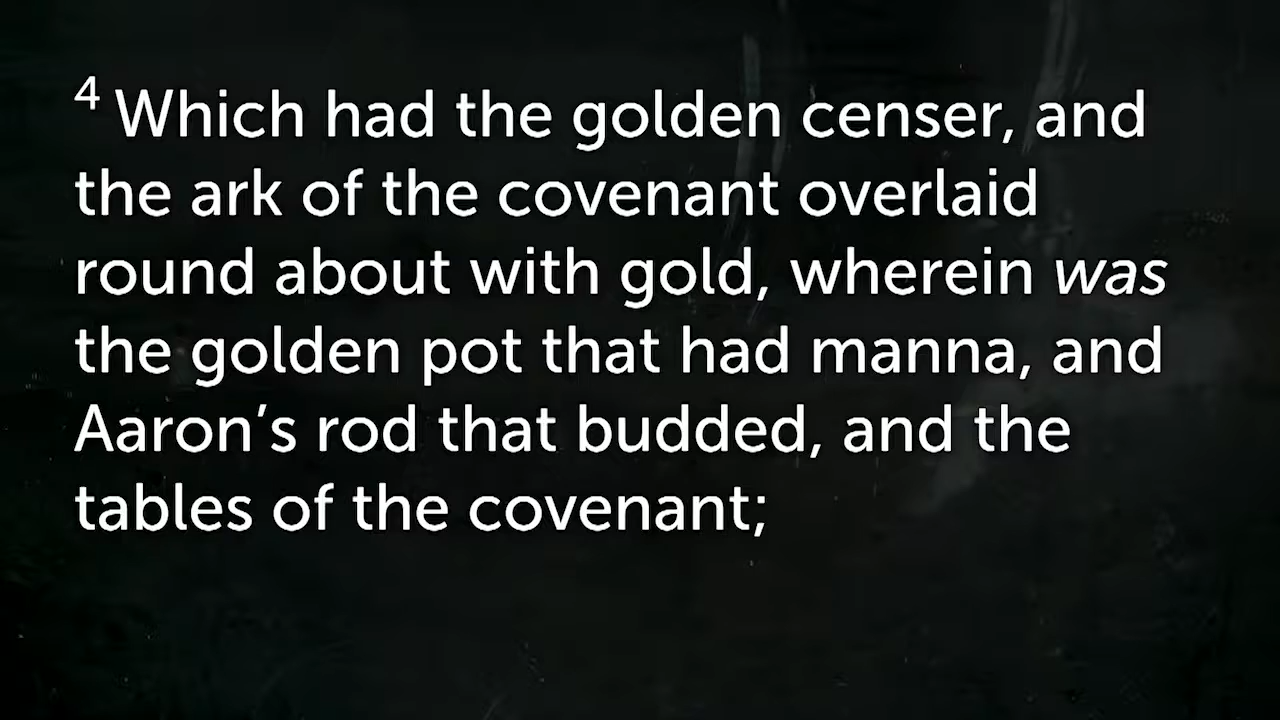 4 Which had the golden censer, and
the ark of the covenant overlaid
round about with gold, wherein was
the golden pot that had manna, and
Aaron’s rod that budded, and the
tables of the covenant;